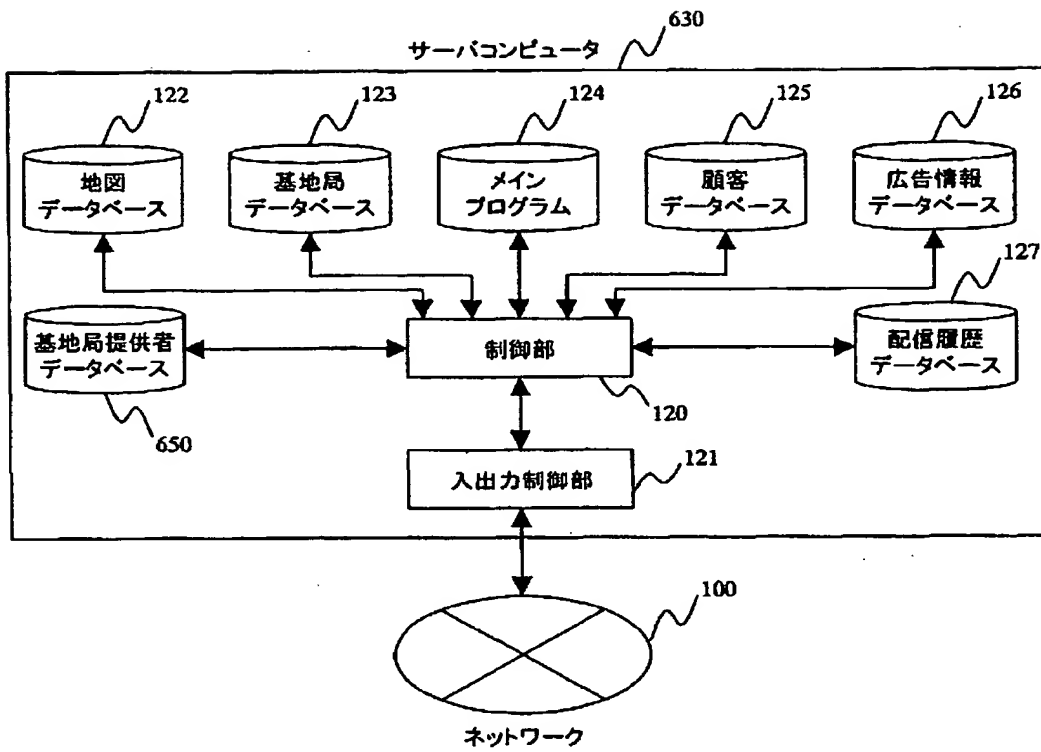 630
サーバコンピュータ
122
123
124
125
126
地図
データベース
基地局
データベース
メイン
プログラム
顧客
データベース
広告情報
データベース
127
基地局提供者
データベース
制御部
配信履歴
データベース
120
650
入出力制御部
121
100
ネットワーク